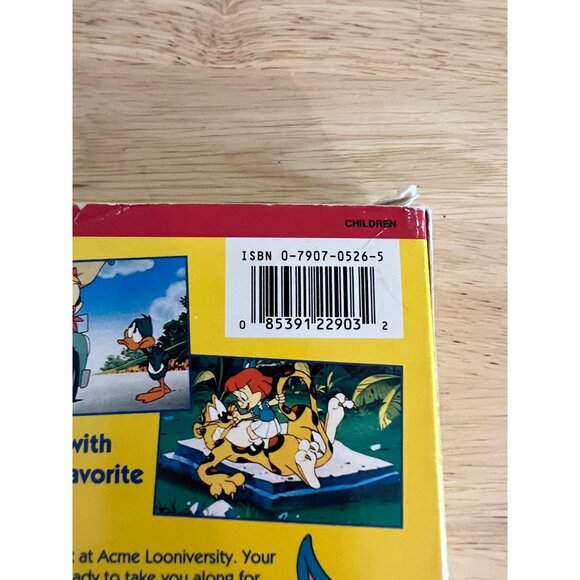 CHILDREN
ISBN 0-7907-0526-5
0 85391 22903 2
with
avorite
at Acme Looniversity. Your
ady to take you along for